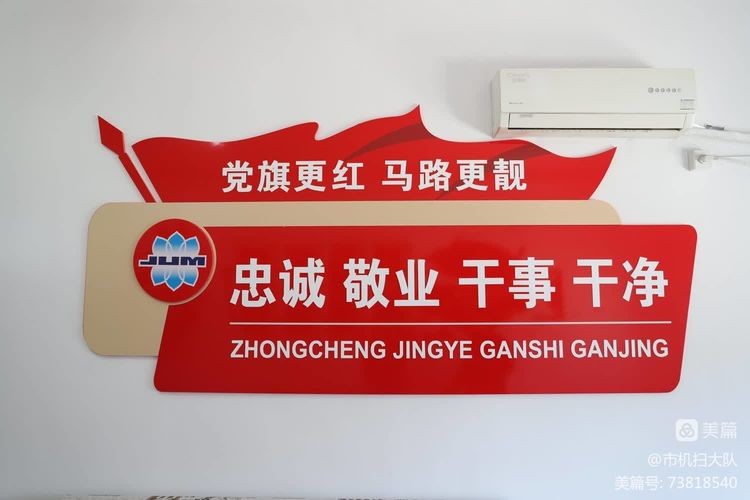 党旗更红 马路更靓
JHM
忠诚 敬业 干事 干净
ZHONGCHENG JINGYE GANSHI GANJING
美篇
@市机扫大队
美篇号: 73818540